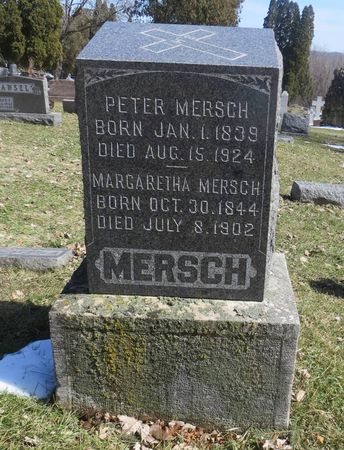 PETER MERSCH
BORN JAN. 1. 1839
DIED AUG. 15. 1924
MARGARETHA MERSCH
BORN OCT. 30. 1844
DIED JULY 8. 1902
MERSCH